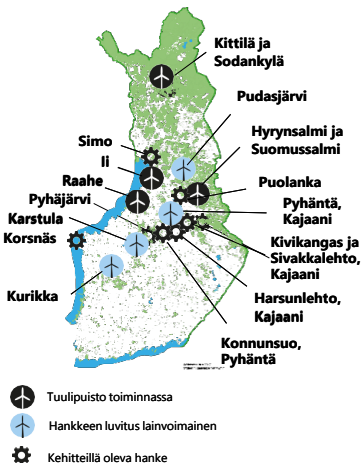 Kittilä ja
Sodankylä
Pudasjärvi
Hyrynsalmi ja
Suomussalmi
Simo
Ii
Raahe
Pyhäjärvi
Karstula
Korsnäs
Kurikka
Puolanka
Pyhäntä,
Kajaani
Kivikangas ja
Sivakkalehto,
Kajaani
Harsunlehto,
Kajaani
Konnunsuo,
Pyhäntä
Tuulipuisto toiminnassa
Hankkeen luvitus lainvoimainen
Kehitteillä oleva hanke